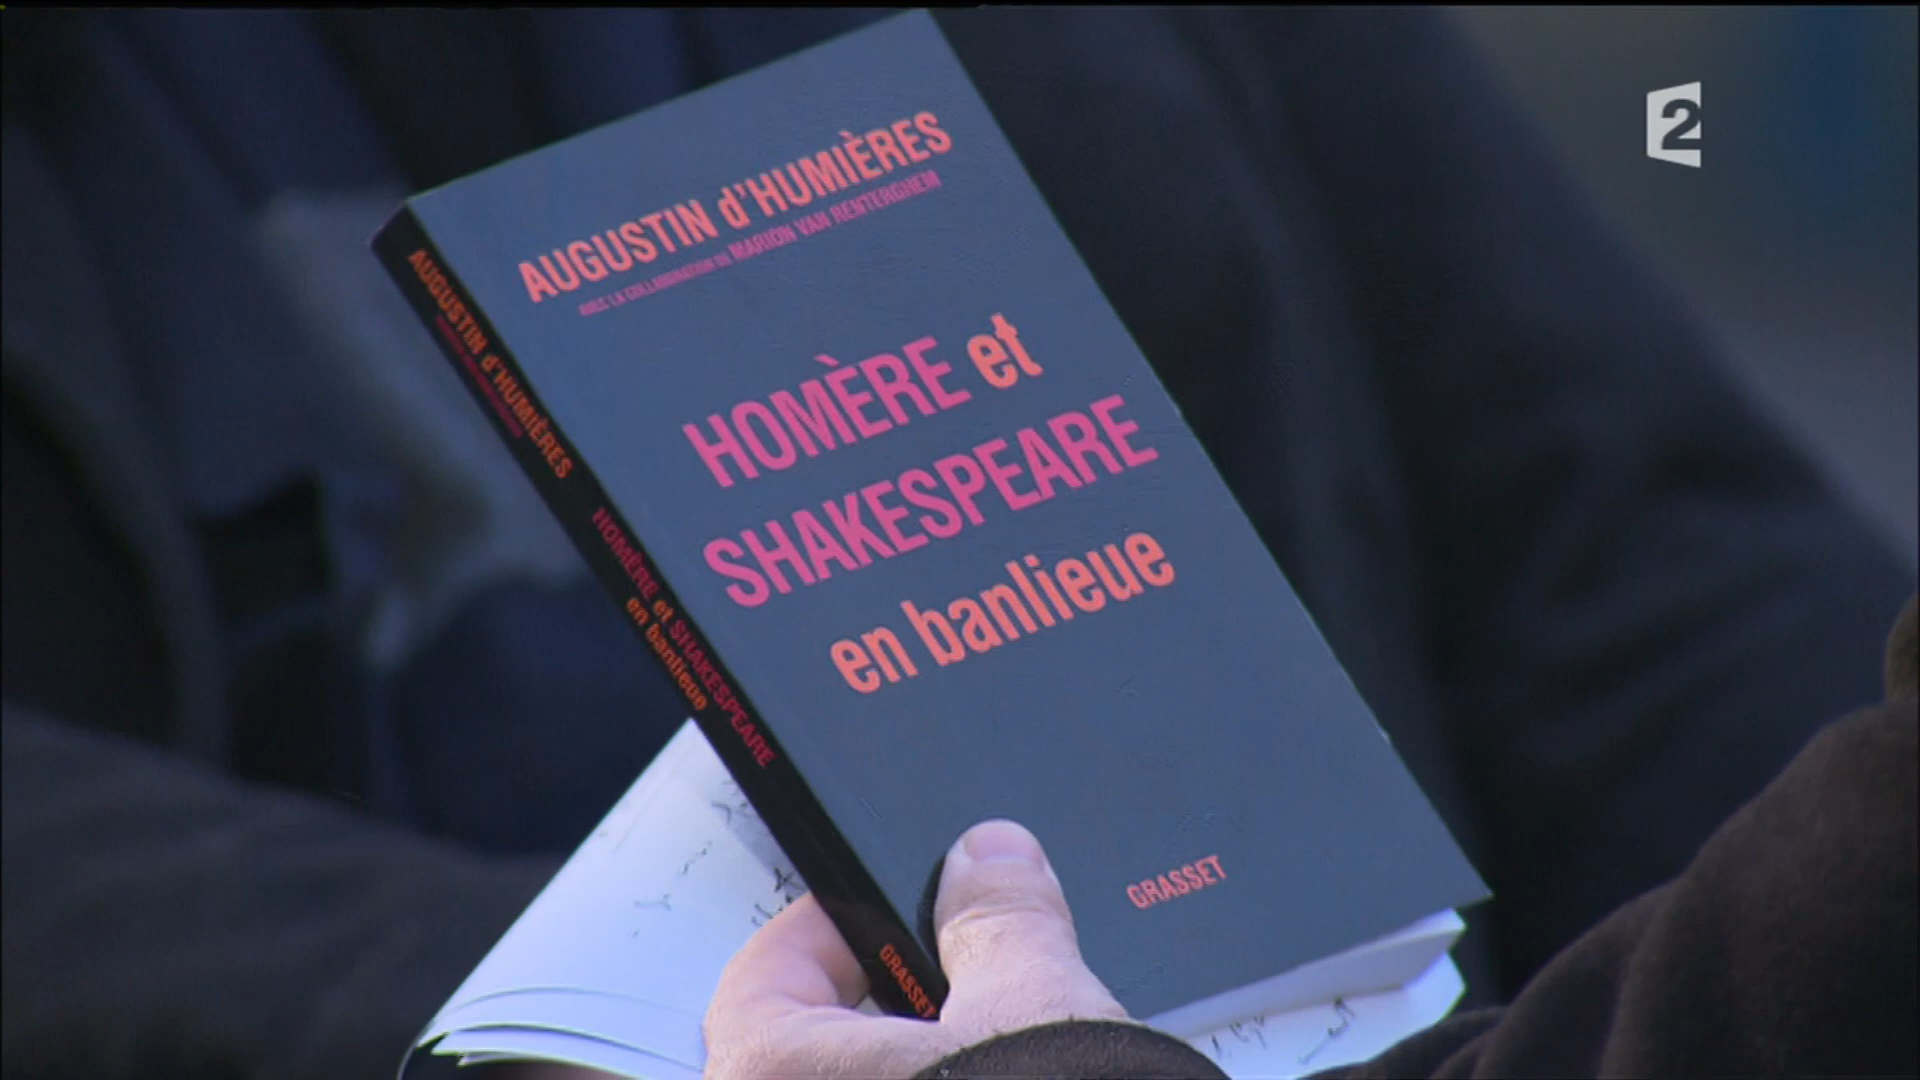 AUGUSTIN d'HUMIÈRES
AVEC LA COLLABORATION DE MARION VAN RENTERGHEM
HOMÈRE et
SHAKESPEARE
en banlieue
GRASSET
AUGUSTIN d'HUMIÈRES
HOMÈRE et SHAKESPEARE
en banlieue
GRASSET
2